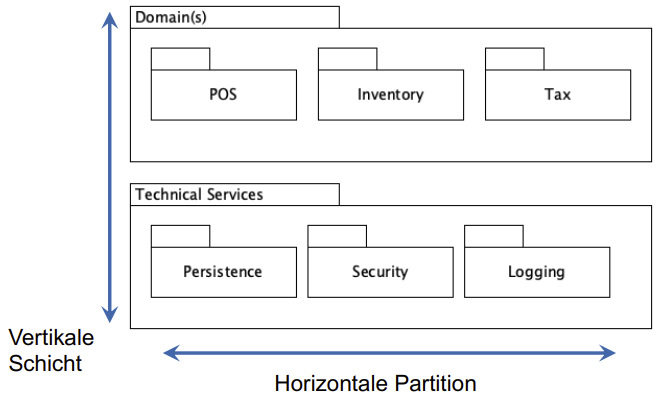 Domain(s)
POS
Inventory
Tax
Technical Services
Persistence
Security
Logging
Vertikale
Schicht
Horizontale Partition